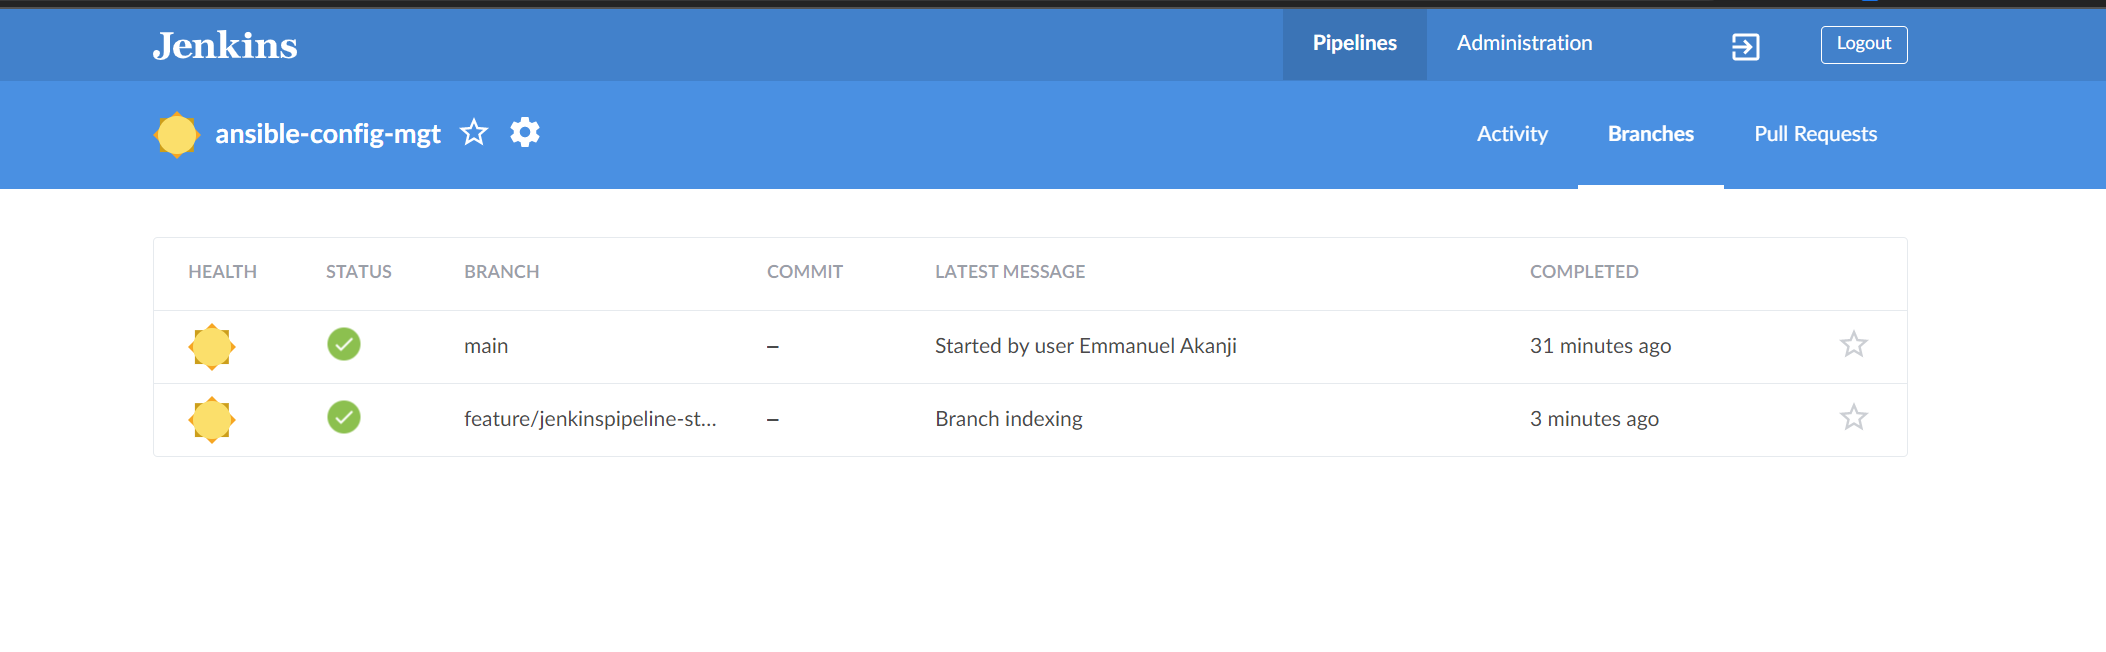 Jenkins Pipelines Administration Logout
ansible-config-mgt Activity Branches Pull Requests
HEALTH STATUS BRANCH COMMIT LATEST MESSAGE COMPLETED
main – Started by user Emmanuel Akanji 31 minutes ago
feature/jenkinspipeline-st... – Branch indexing 3 minutes ago